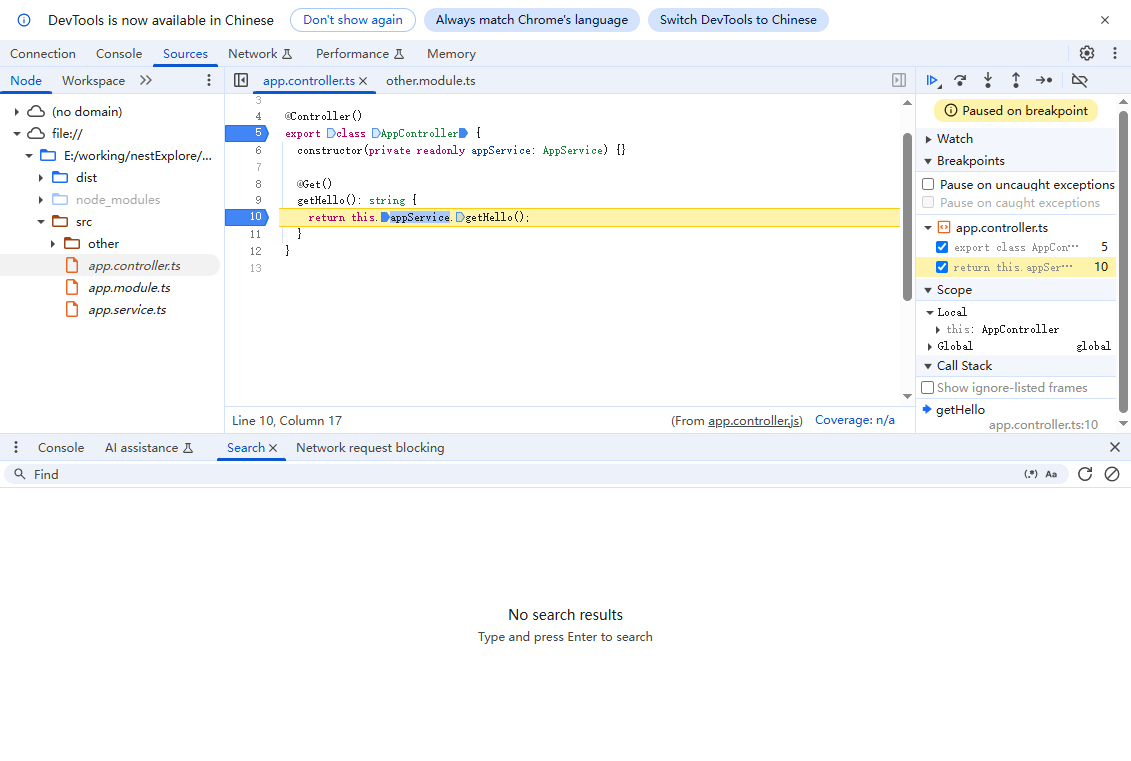 DevTools is now available in Chinese Don't show again Always match Chrome's language Switch DevTools to Chinese
Connection Console Sources Network Performance Memory
Node Workspace
(no domain)
file://
E:/working/nestExplore/...
dist
node_modules
src
other
app.controller.ts
app.module.ts
app.service.ts
app.controller.ts other.module.ts
3
4 @Controller()
5 export class AppController {
6 constructor(private readonly appService: AppService) {}
7
8 @Get()
9 getHello(): string {
10 return this.appService.getHello();
11 }
12 }
13
Line 10, Column 17 (From app.controller.js) Coverage: n/a
Paused on breakpoint
Watch
Breakpoints
Pause on uncaught exceptions
Pause on caught exceptions
app.controller.ts
export class AppCon⋯ 5
return this.appSer⋯ 10
Scope
Local
this: AppController
Global global
Call Stack
Show ignore-listed frames
getHello
app.controller.ts:10
Console AI assistance Search Network request blocking
Find (.*) Aa
No search results
Type and press Enter to search